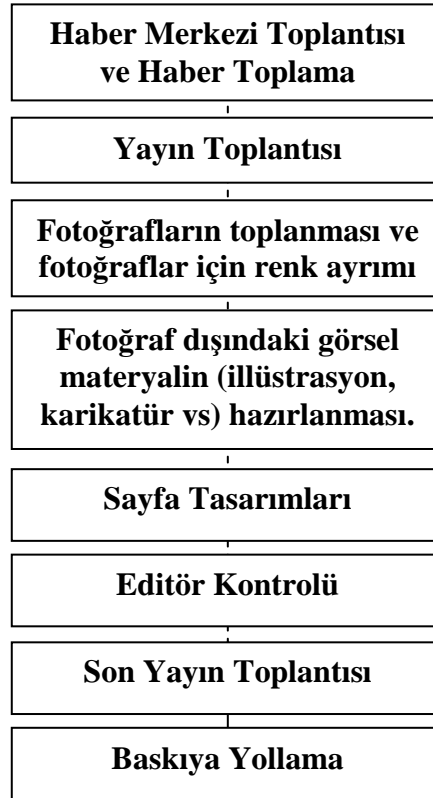 Haber Merkezi Toplantısı
ve Haber Toplama
Yayın Toplantısı
Fotoğrafların toplanması ve
fotoğraflar için renk ayrımı
Fotoğraf dışındaki görsel
materyalin (illüstrasyon,
karikatür vs) hazırlanması.
Sayfa Tasarımları
Editör Kontrolü
Son Yayın Toplantısı
Baskıya Yollama